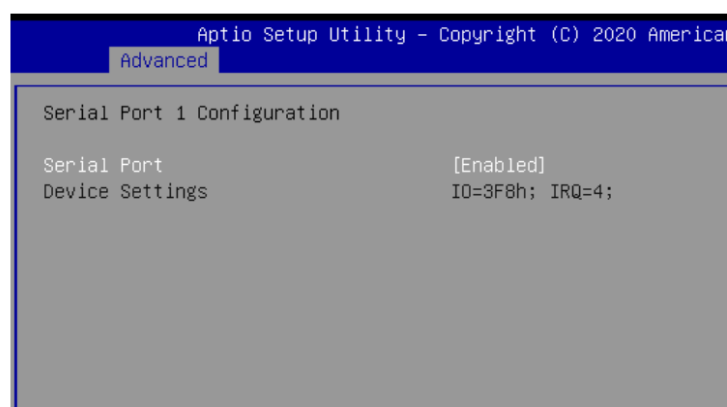 Aptio Setup Utility – Copyright (C) 2020 America
Advanced
Serial Port 1 Configuration
Serial Port [Enabled]
Device Settings IO=3F8h; IRQ=4;